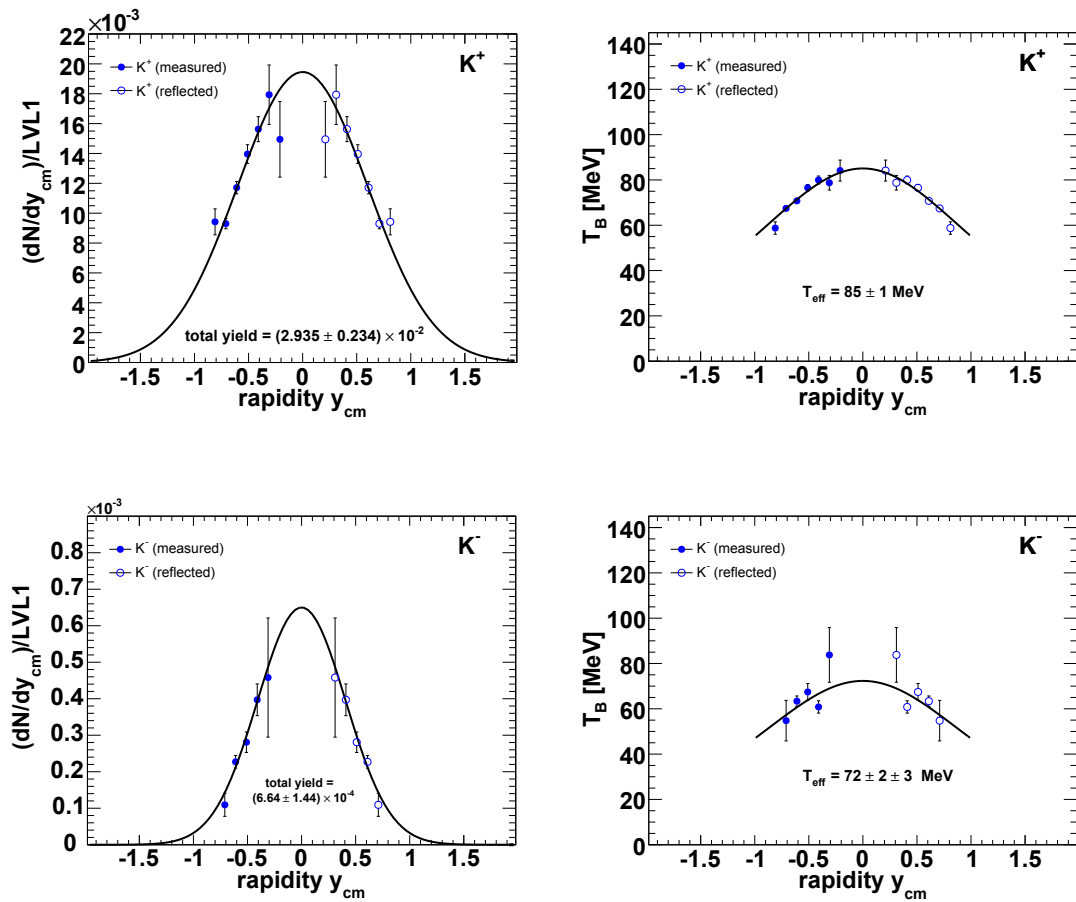 ×10⁻³
(dN/dy_cm)/LVL1
22
20
18
16
14
12
10
8
6
4
2
0
K⁺ (measured)
K⁺ (reflected)
K⁺
total yield = (2.935 ± 0.234) × 10⁻²
-1.5 -1 -0.5 0 0.5 1 1.5
rapidity y_cm
T_B [MeV]
140
120
100
80
60
40
20
0
K⁺ (measured)
K⁺ (reflected)
K⁺
T_eff = 85 ± 1 MeV
-1.5 -1 -0.5 0 0.5 1 1.5
rapidity y_cm
×10⁻³
(dN/dy_cm)/LVL1
0.8
0.7
0.6
0.5
0.4
0.3
0.2
0.1
0
K⁻ (measured)
K⁻ (reflected)
K⁻
total yield =
(6.64 ± 1.44) × 10⁻⁴
-1.5 -1 -0.5 0 0.5 1 1.5
rapidity y_cm
T_B [MeV]
140
120
100
80
60
40
20
0
K⁻ (measured)
K⁻ (reflected)
K⁻
T_eff = 72 ± 2 ± 3 MeV
-1.5 -1 -0.5 0 0.5 1 1.5
rapidity y_cm